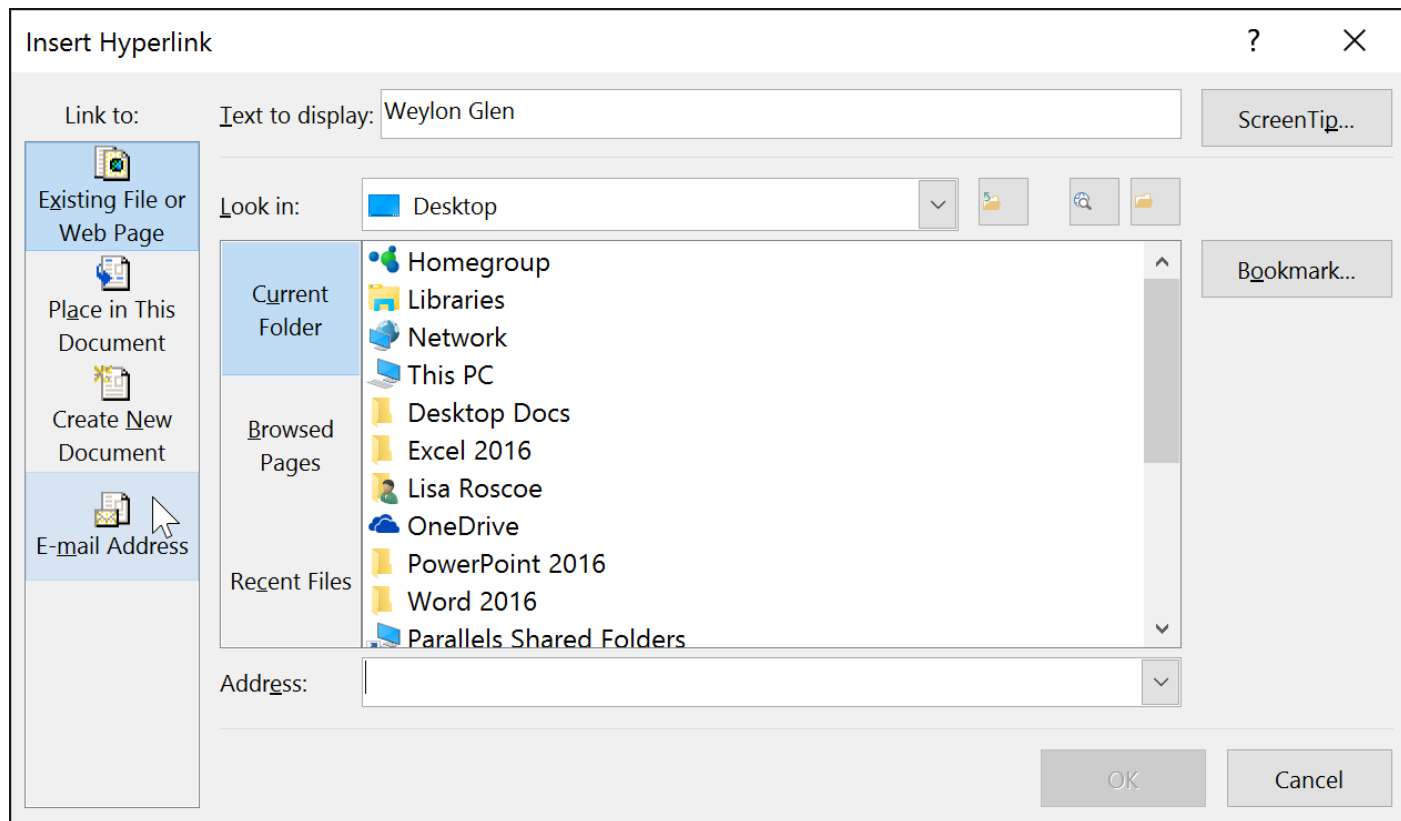 Insert Hyperlink
?
Link to:
Text to display:
Weylon Glen
ScreenTip...
Existing File or
Web Page
Place in This
Document
Create New
Document
E-mail Address
Look in:
Desktop
Current
Folder
Browsed
Pages
Recent Files
Homegroup
Libraries
Network
This PC
Desktop Docs
Excel 2016
Lisa Roscoe
OneDrive
PowerPoint 2016
Word 2016
Parallels Shared Folders
Bookmark...
Address:
OK
Cancel